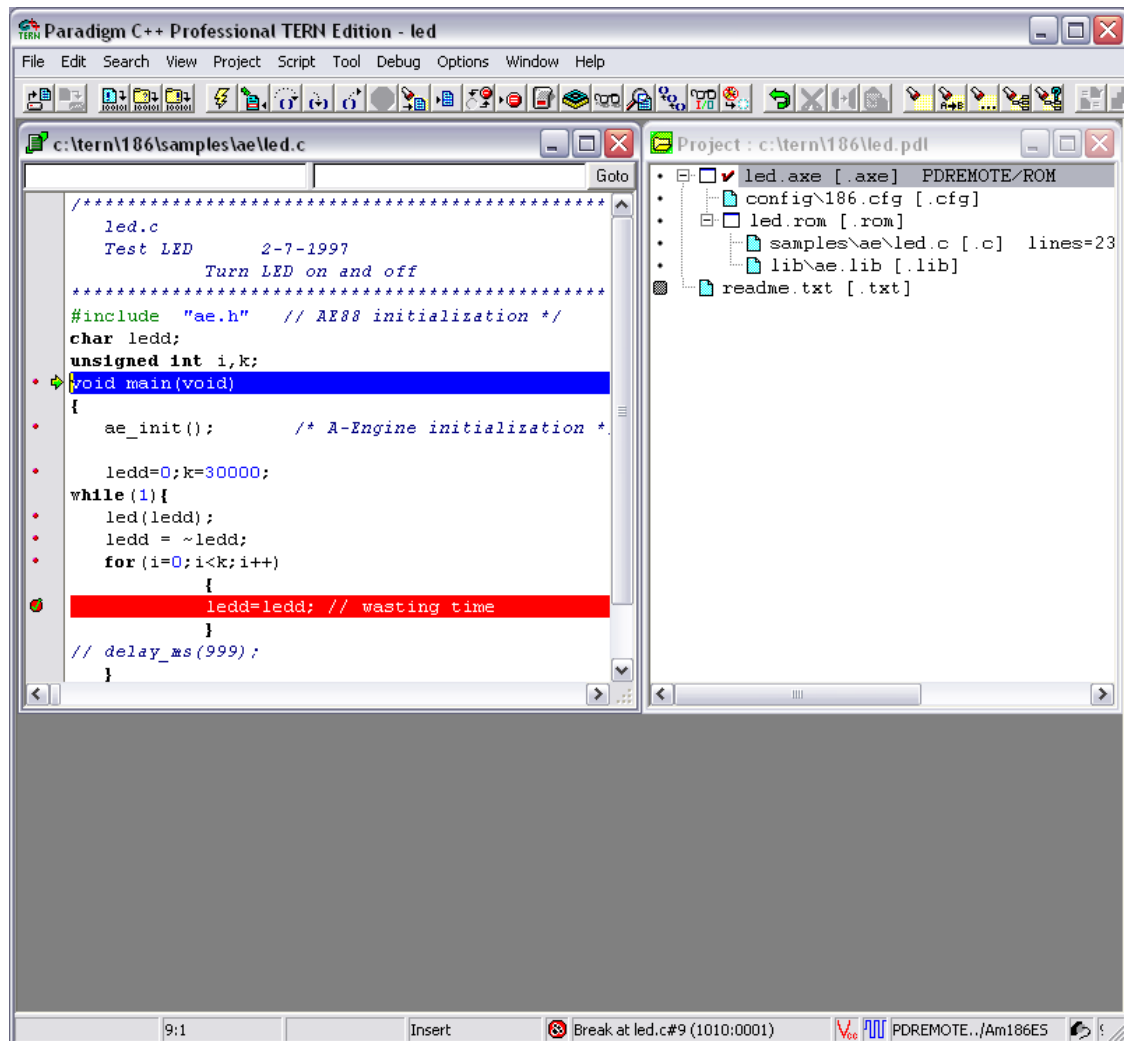 TERN Paradigm C++ Professional TERN Edition - led
File Edit Search View Project Script Tool Debug Options Window Help
c:\tern\186\samples\ae\led.c
Goto
/***********************************************
led.c
Test LED 2-7-1997
Turn LED on and off
************************************************
#include "ae.h" // AE88 initialization */
char ledd;
unsigned int i,k;
void main(void)
{
ae_init(); /* A-Engine initialization *
ledd=0;k=30000;
while(1){
led(ledd);
ledd = ~ledd;
for(i=0;i<k;i++)
{
ledd=ledd; // wasting time
}
// delay_ms(999);
}
Project : c:\tern\186\led.pdl
led.axe [.axe] PDREMOTE/ROM
config\186.cfg [.cfg]
led.rom [.rom]
samples\ae\led.c [.c] lines=23
lib\ae.lib [.lib]
readme.txt [.txt]
9:1 Insert Break at led.c#9 (1010:0001) Vcc PDREMOTE../Am186ES